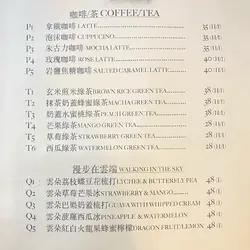 咖啡/茶 COFFEE/TEA
P1 拿鐵咖啡 LATTE 35
P2 泡沫咖啡 CUPPUCINO 35
P3 朱古力咖啡 MOCHA LATTE 35
P4 玫瑰咖啡 ROSE LATTE 40
P5 岩鹽焦糖咖啡 SALTED CARAMEL LATTE 40
T1 玄米煎米綠茶 BROWN RICE GREEN TEA 38
T2 抹茶奶蓋蜂蜜綠茶 MACHIATO GREEN TEA 38
T3 奶蓋水蜜桃綠茶 PEACH GREEN TEA 38
T4 芒果綠茶 MANGO GREEN TEA 38
T5 草莓綠茶 STRAWBERRY GREEN TEA 38
T6 西瓜綠茶 WATERMELON GREEN TEA 38
漫步在雲端 WALKING IN THE SKY
Q1 雲朵荔枝蝶豆花梳打 LYCHEE & BUTTERFLY PEA 48
Q2 雲朵草莓芒果冰 STRAWBERRY & MANGO 48
Q3 雲朵巴樂奶蓋梳打 GUAVA WITH WHIPPED CREAM 48
Q4 雲朵菠蘿西瓜冰 PINEAPPLE & WATERMELON 48
Q5 雲朵紅白火龍果蜂蜜檸檬 DRAGON FRUIT/LEMON 48